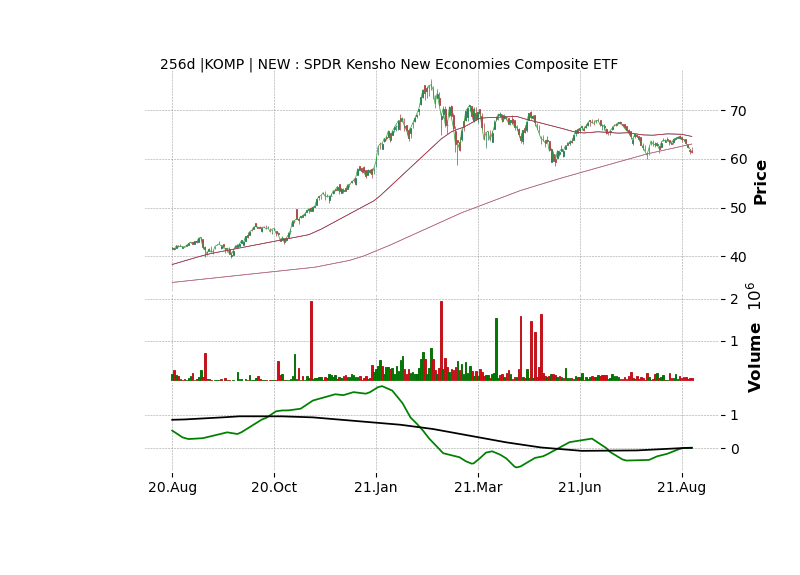 256d |KOMP | NEW : SPDR Kensho New Economies Composite ETF
70
60
50
40
Price
2
1
Volume 10^6
1
0
20.Aug 20.Oct 21.Jan 21.Mar 21.Jun 21.Aug